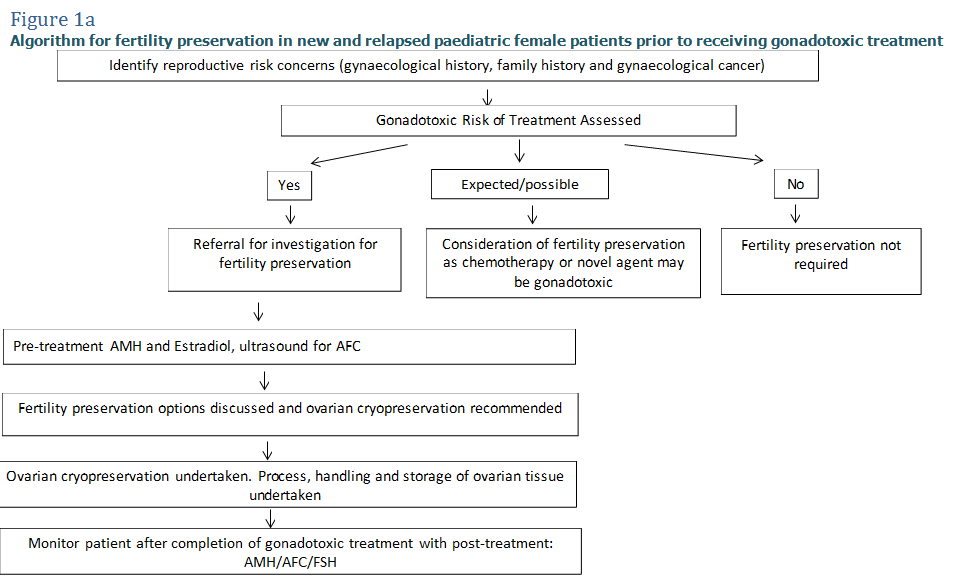 Figure 1a
Algorithm for fertility preservation in new and relapsed paediatric female patients prior to receiving gonadotoxic treatment
Identify reproductive risk concerns (gynaecological history, family history and gynaecological cancer)
Gonadotoxic Risk of Treatment Assessed
Yes
Expected/possible
No
Referral for investigation for
fertility preservation
Consideration of fertility preservation
as chemotherapy or novel agent may
be gonadotoxic
Fertility preservation not
required
Pre-treatment AMH and Estradiol, ultrasound for AFC
Fertility preservation options discussed and ovarian cryopreservation recommended
Ovarian cryopreservation undertaken. Process, handling and storage of ovarian tissue
undertaken
Monitor patient after completion of gonadotoxic treatment with post-treatment:
AMH/AFC/FSH